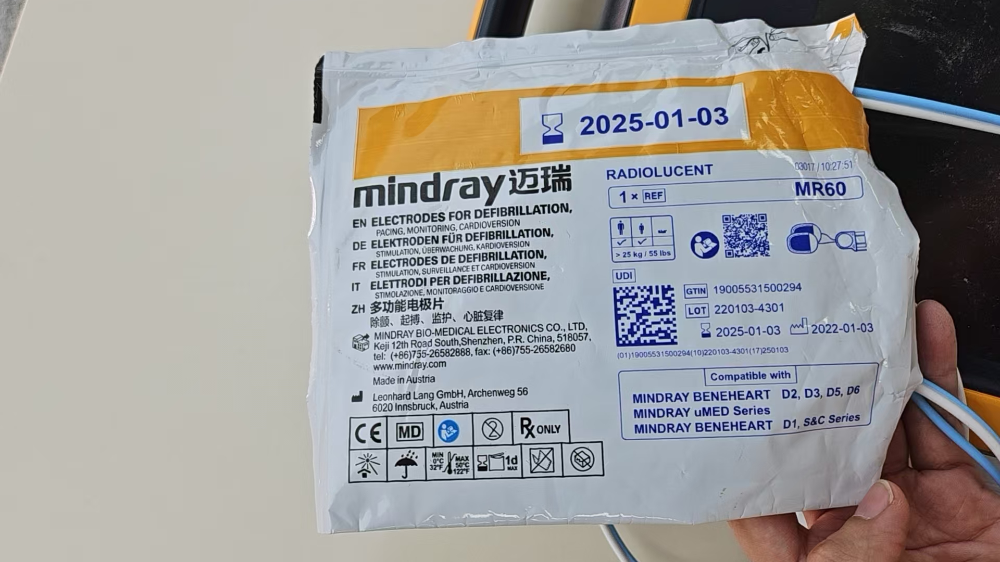 2025-01-03
mindray迈瑞
EN ELECTRODES FOR DEFIBRILLATION,
PACING, MONITORING, CARDIOVERSION
DE ELEKTRODEN FÜR DEFIBRILLATION,
STIMULATION, ÜBERWACHUNG, KARDIOVERSION
FR ELECTRODES DE DEFIBRILLATION,
STIMULATION, SURVEILLANCE ET CARDIOVERSION
IT ELETTRODI PER DEFIBRILLAZIONE,
STIMOLAZIONE, MONITORAGGIO E CARDIOVERSIONE
ZH 多功能电极片
除颤、起搏、监护、心脏复律
MINDRAY BIO-MEDICAL ELECTRONICS CO., LTD,
Keji 12th Road South,Shenzhen, P.R. China, 518057,
tel: (+86)755-26582888, fax: (+86)755-26582680
www.mindray.com
Made in Austria
Leonhard Lang GmbH, Archenweg 56
6020 Innsbruck, Austria
CE MD Rx ONLY
MIN 0°C 32°F MAX 50°C 122°F
1d MAX
RADIOLUCENT
03017 / 10:27:51
1 × REF MR60
> 25 kg / 55 lbs
UDI
GTIN 19005531500294
LOT 220103-4301
2025-01-03 2022-01-03
(01)19005531500294(10)220103-4301(17)250103
Compatible with
MINDRAY BENEHEART D2, D3, D5, D6
MINDRAY uMED Series
MINDRAY BENEHEART D1, S&C Series